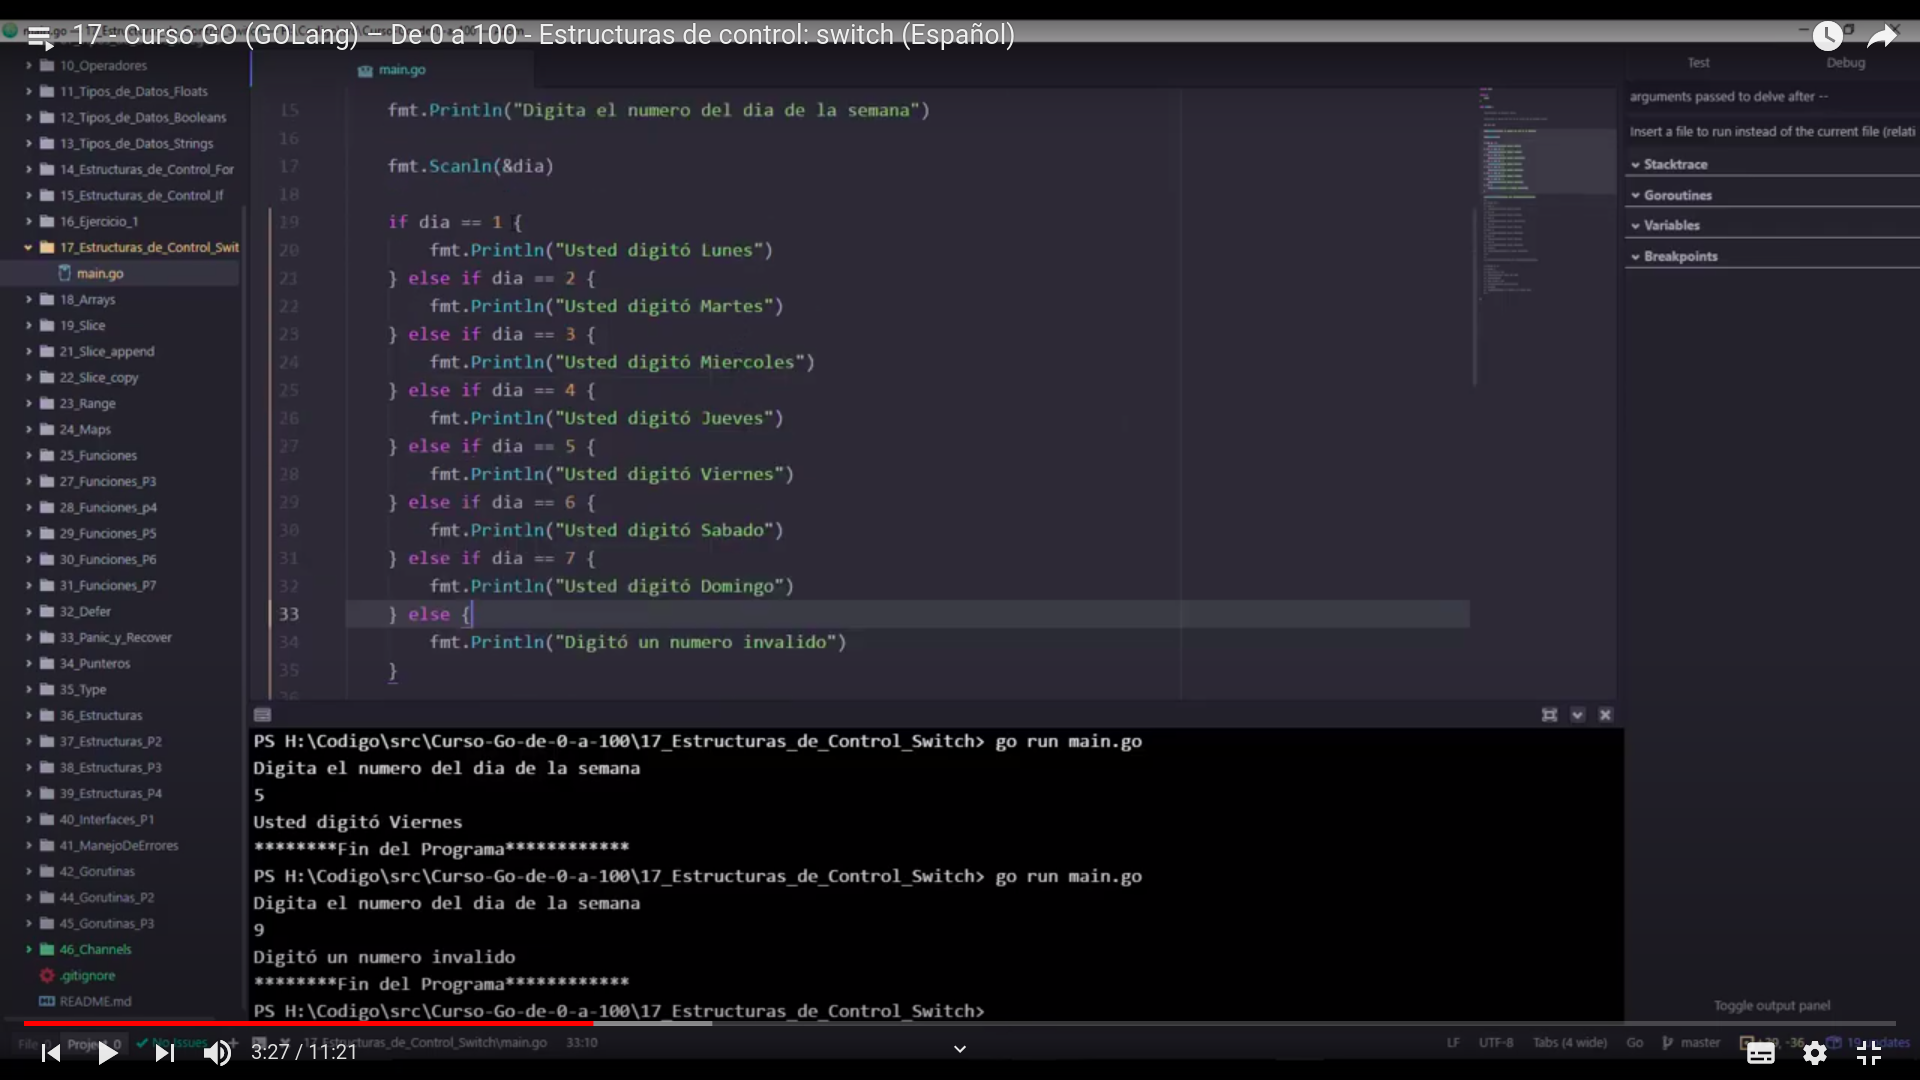 17 - Curso GO (GOLang) – De 0 a 100 - Estructuras de control: switch (Español)
10_Operadores
11_Tipos_de_Datos_Floats
12_Tipos_de_Datos_Booleans
13_Tipos_de_Datos_Strings
14_Estructuras_de_Control_For
15_Estructuras_de_Control_If
16_Ejercicio_1
17_Estructuras_de_Control_Swit
main.go
18_Arrays
19_Slice
21_Slice_append
22_Slice_copy
23_Range
24_Maps
25_Funciones
27_Funciones_P3
28_Funciones_p4
29_Funciones_P5
30_Funciones_P6
31_Funciones_P7
32_Defer
33_Panic_y_Recover
34_Punteros
35_Type
36_Estructuras
37_Estructuras_P2
38_Estructuras_P3
39_Estructuras_P4
40_Interfaces_P1
41_ManejoDeErrores
42_Gorutinas
44_Gorutinas_P2
45_Gorutinas_P3
46_Channels
.gitignore
README.md
main.go
15 fmt.Println("Digita el numero del dia de la semana")
16
17 fmt.Scanln(&dia)
18
19 if dia == 1 {
20 fmt.Println("Usted digitó Lunes")
21 } else if dia == 2 {
22 fmt.Println("Usted digitó Martes")
23 } else if dia == 3 {
24 fmt.Println("Usted digitó Miercoles")
25 } else if dia == 4 {
26 fmt.Println("Usted digitó Jueves")
27 } else if dia == 5 {
28 fmt.Println("Usted digitó Viernes")
29 } else if dia == 6 {
30 fmt.Println("Usted digitó Sabado")
31 } else if dia == 7 {
32 fmt.Println("Usted digitó Domingo")
33 } else {
34 fmt.Println("Digitó un numero invalido")
35 }
36
Test Debug
arguments passed to delve after --
Insert a file to run instead of the current file (relati
Stacktrace
Goroutines
Variables
Breakpoints
Toggle output panel
PS H:\Codigo\src\Curso-Go-de-0-a-100\17_Estructuras_de_Control_Switch> go run main.go
Digita el numero del dia de la semana
5
Usted digitó Viernes
********Fin del Programa************
PS H:\Codigo\src\Curso-Go-de-0-a-100\17_Estructuras_de_Control_Switch> go run main.go
Digita el numero del dia de la semana
9
Digitó un numero invalido
********Fin del Programa************
PS H:\Codigo\src\Curso-Go-de-0-a-100\17_Estructuras_de_Control_Switch>
File 0 Project 0 No Issues 17_Estructuras_de_Control_Switch\main.go 33:10 LF UTF-8 Tabs (4 wide) Go master -36 19 updates
3:27 / 11:21